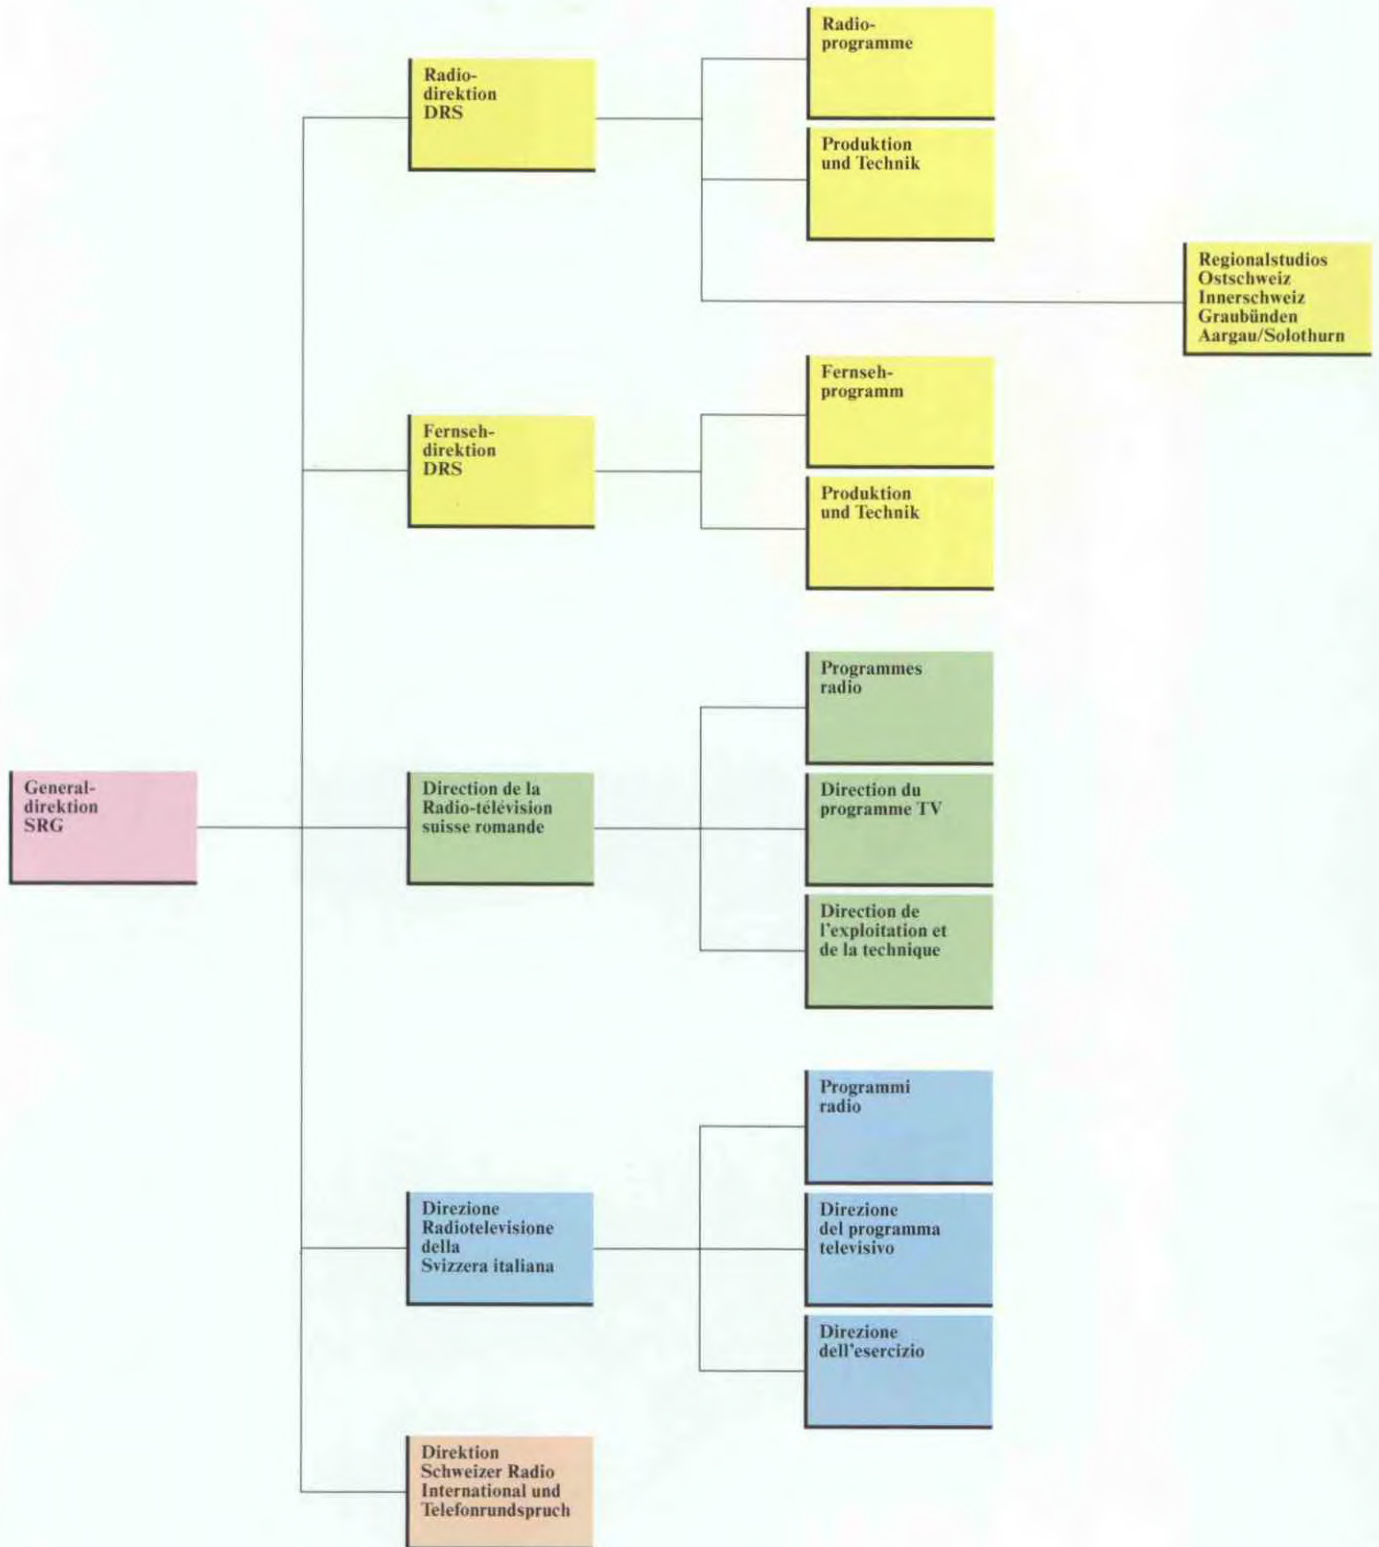 Radio-
programme
Radio-
direktion
DRS
Produktion
und Technik
Regionalstudios
Ostschweiz
Innerschweiz
Graubünden
Aargau/Solothurn
Fernseh-
programm
Fernseh-
direktion
DRS
Produktion
und Technik
Programmes
radio
General-
direktion
SRG
Direction de la
Radio-télévision
suisse romande
Direction du
programme TV
Direction de
l'exploitation et
de la technique
Programmi
radio
Direzione
Radiotelevisione
della
Svizzera italiana
Direzione
del programma
televisivo
Direzione
dell'esercizio
Direktion
Schweizer Radio
International und
Telefonrundspruch